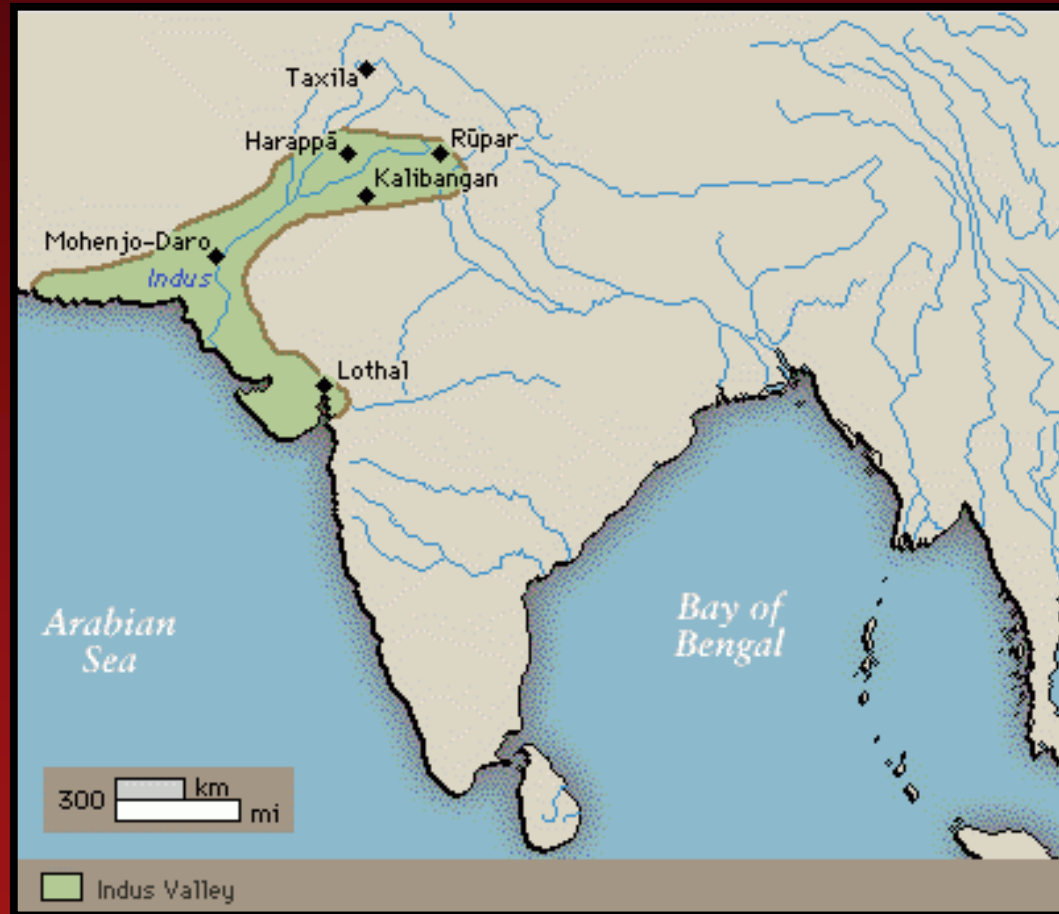 Taxila
Harappā
Rūpar
Kalibangan
Mohenjo-Daro
Indus
Lothal
Arabian
Sea
Bay of
Bengal
300
km
mi
Indus Valley